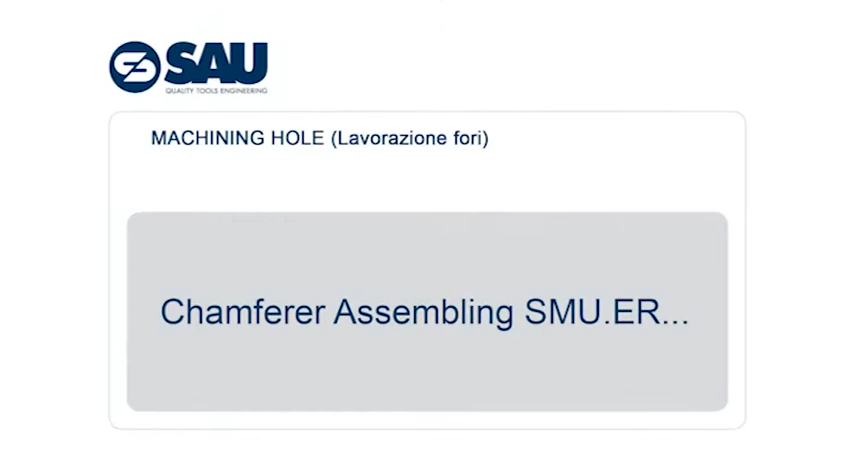 SAU
QUALITY TOOLS ENGINEERING
MACHINING HOLE (Lavorazione fori)
Chamferer Assembling SMU.ER...